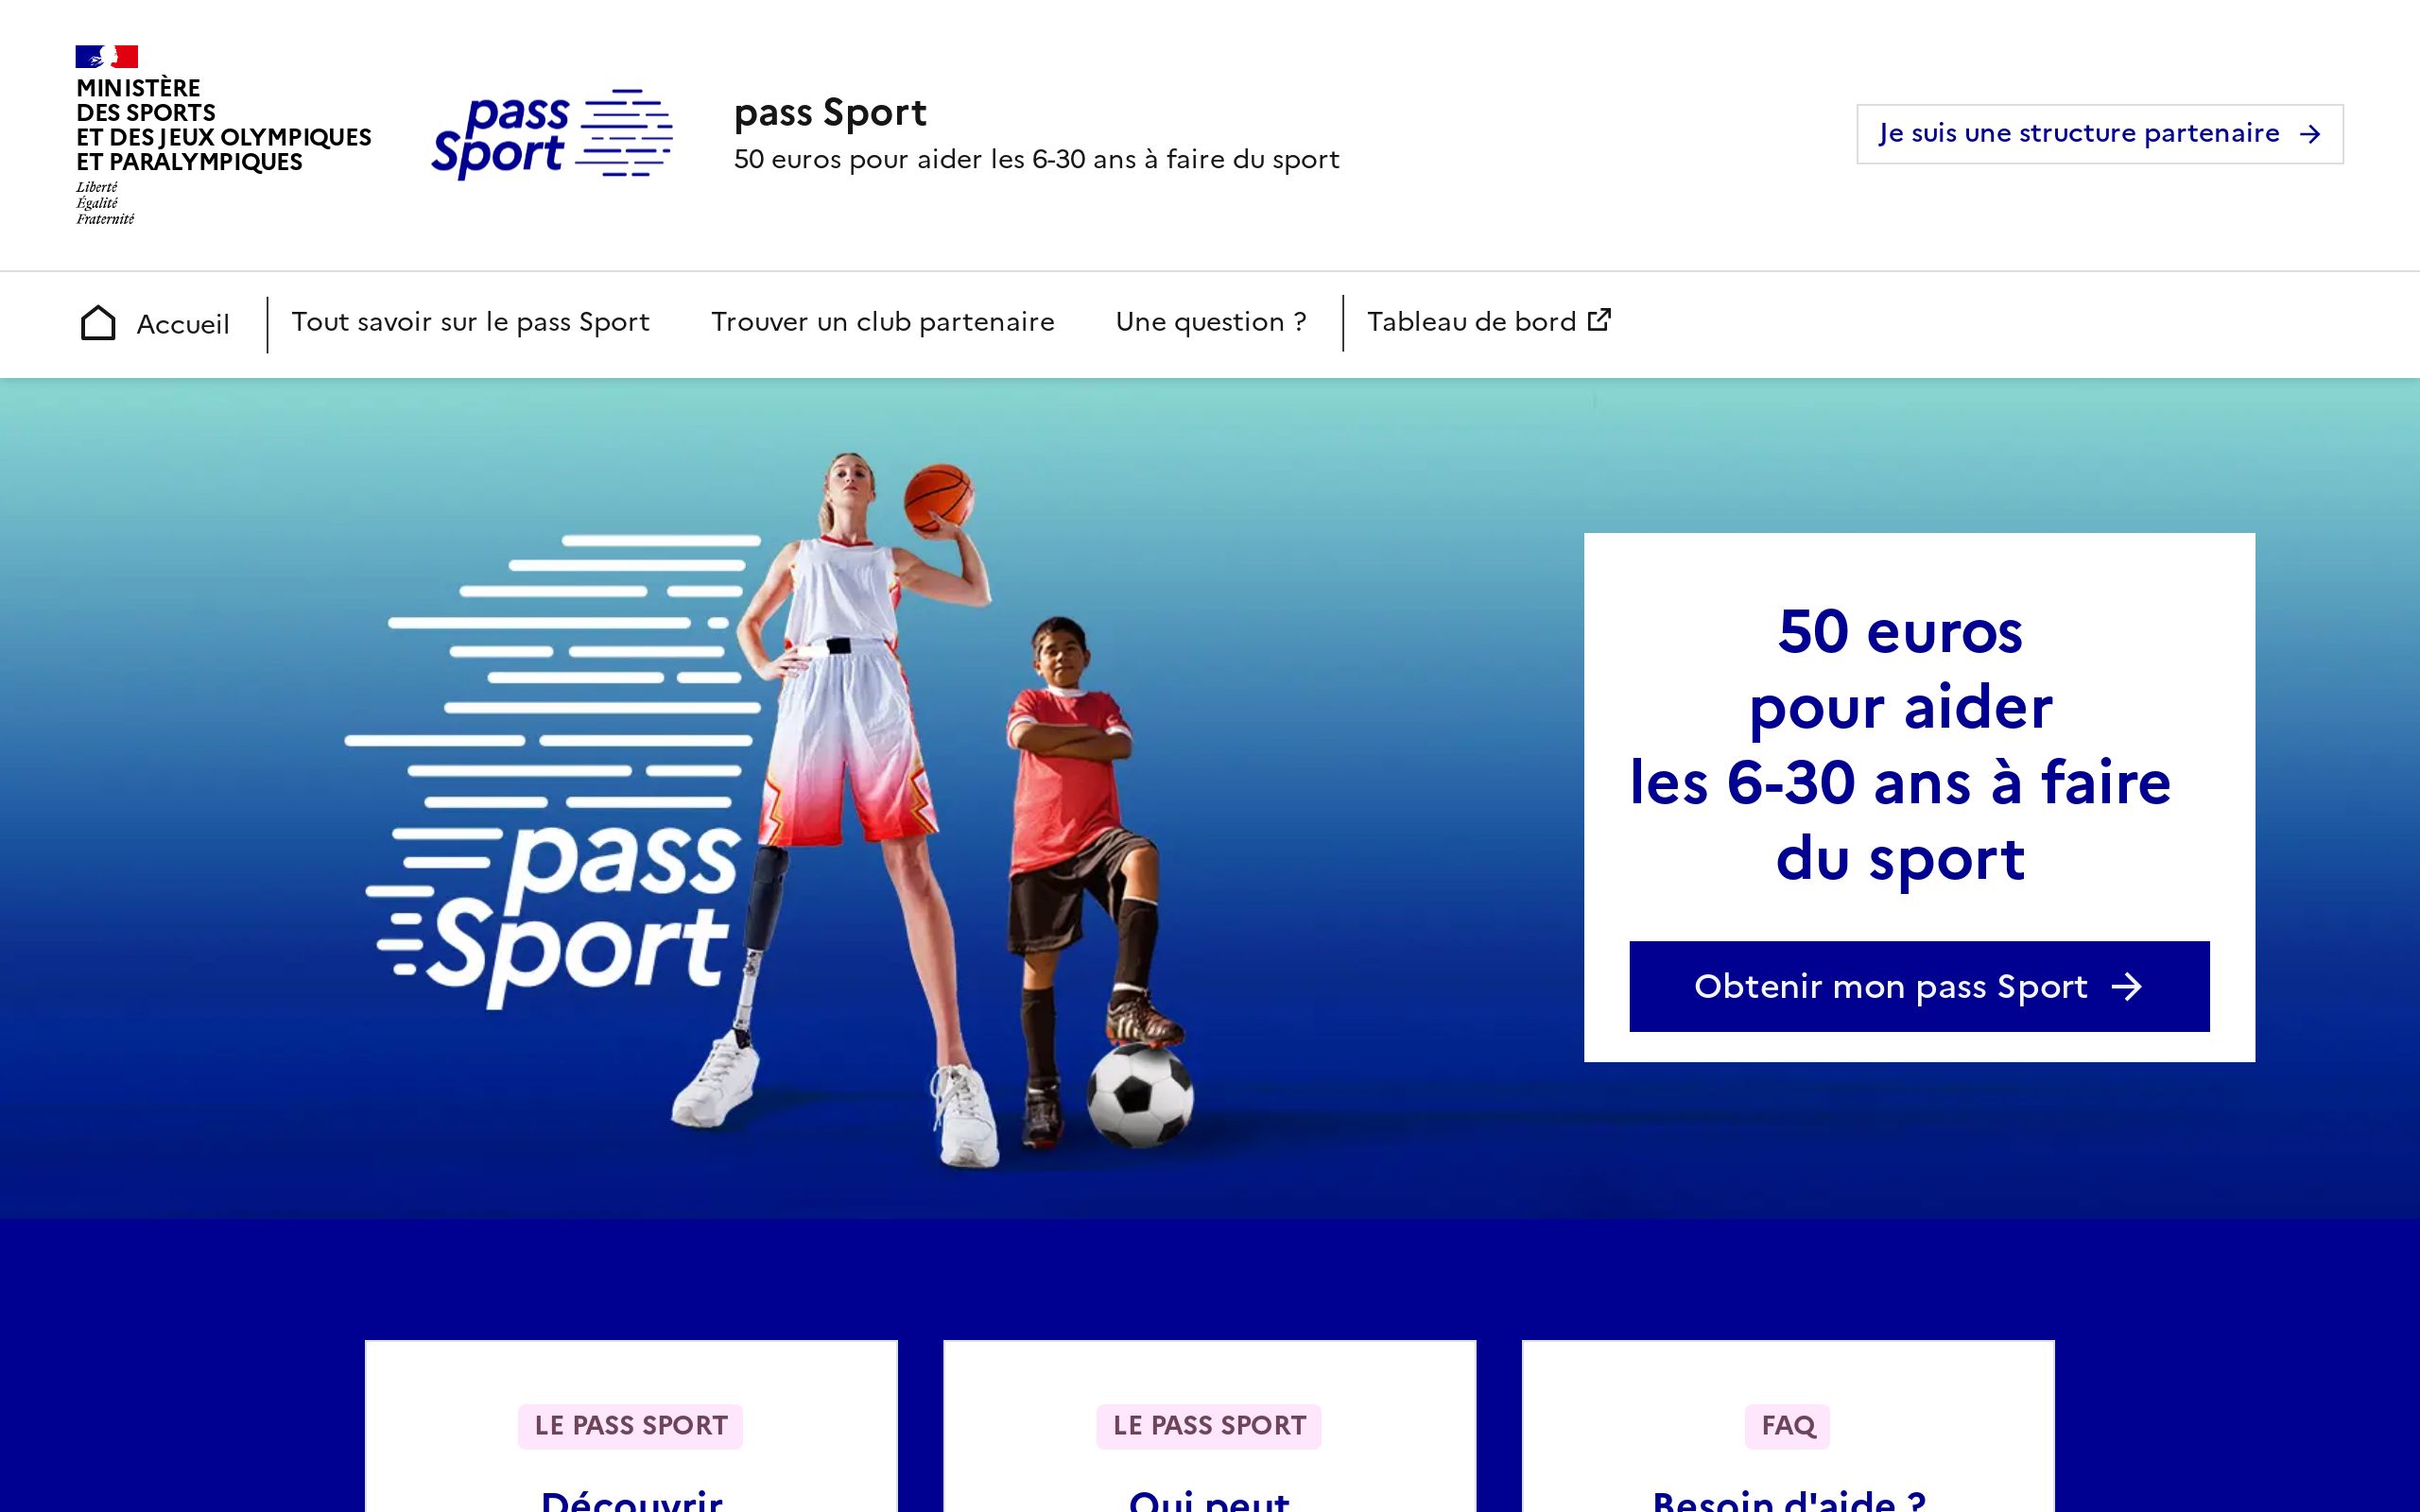 MINISTÈRE
DES SPORTS
ET DES JEUX OLYMPIQUES
ET PARALYMPIQUES
Liberté
Égalité
Fraternité
pass
Sport
pass Sport
50 euros pour aider les 6-30 ans à faire du sport
Je suis une structure partenaire
Accueil
Tout savoir sur le pass Sport
Trouver un club partenaire
Une question ?
Tableau de bord
pass
Sport
50 euros
pour aider
les 6-30 ans à faire
du sport
Obtenir mon pass Sport
LE PASS SPORT
Découvrir
LE PASS SPORT
Qui peut
FAQ
Besoin d'aide ?